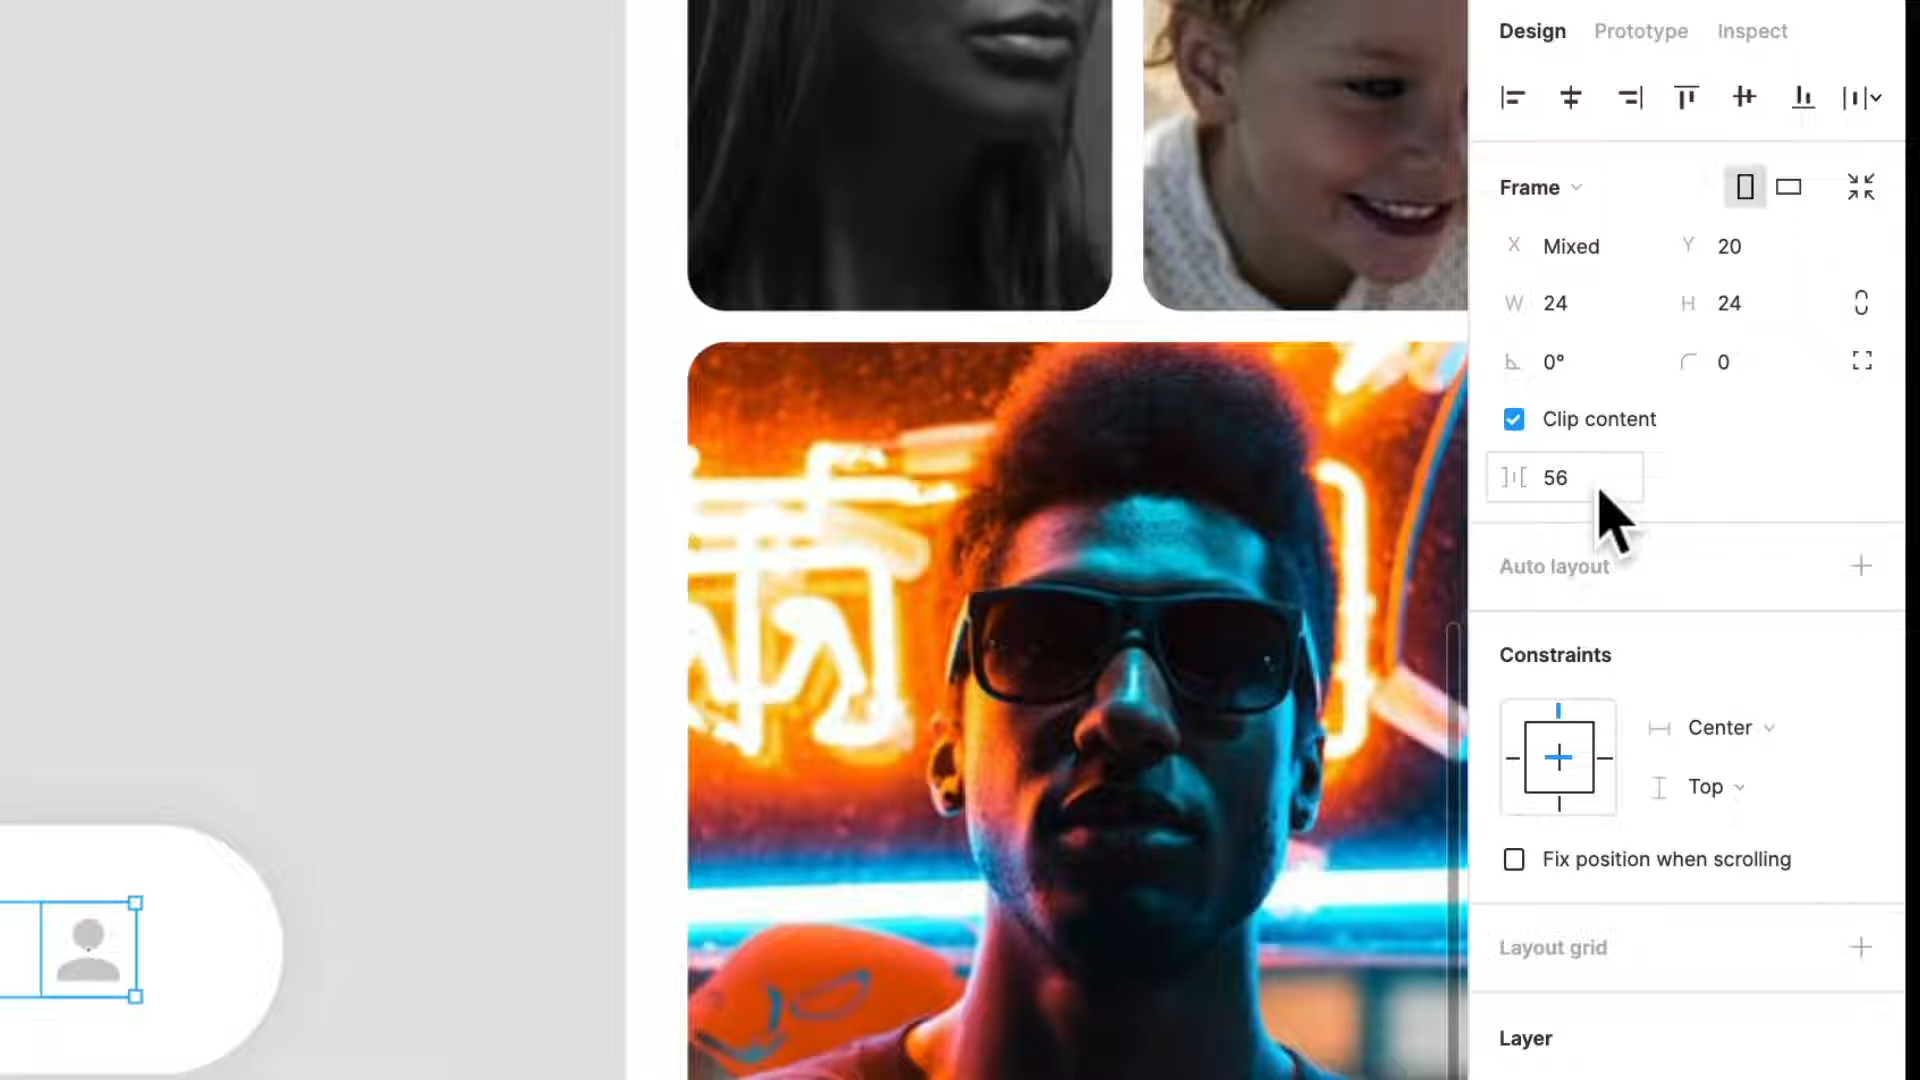 Design Prototype Inspect
Frame
X Mixed Y 20
W 24 H 24
0° 0
Clip content
56
Auto layout
Constraints
Center
Top
Fix position when scrolling
Layout grid
Layer